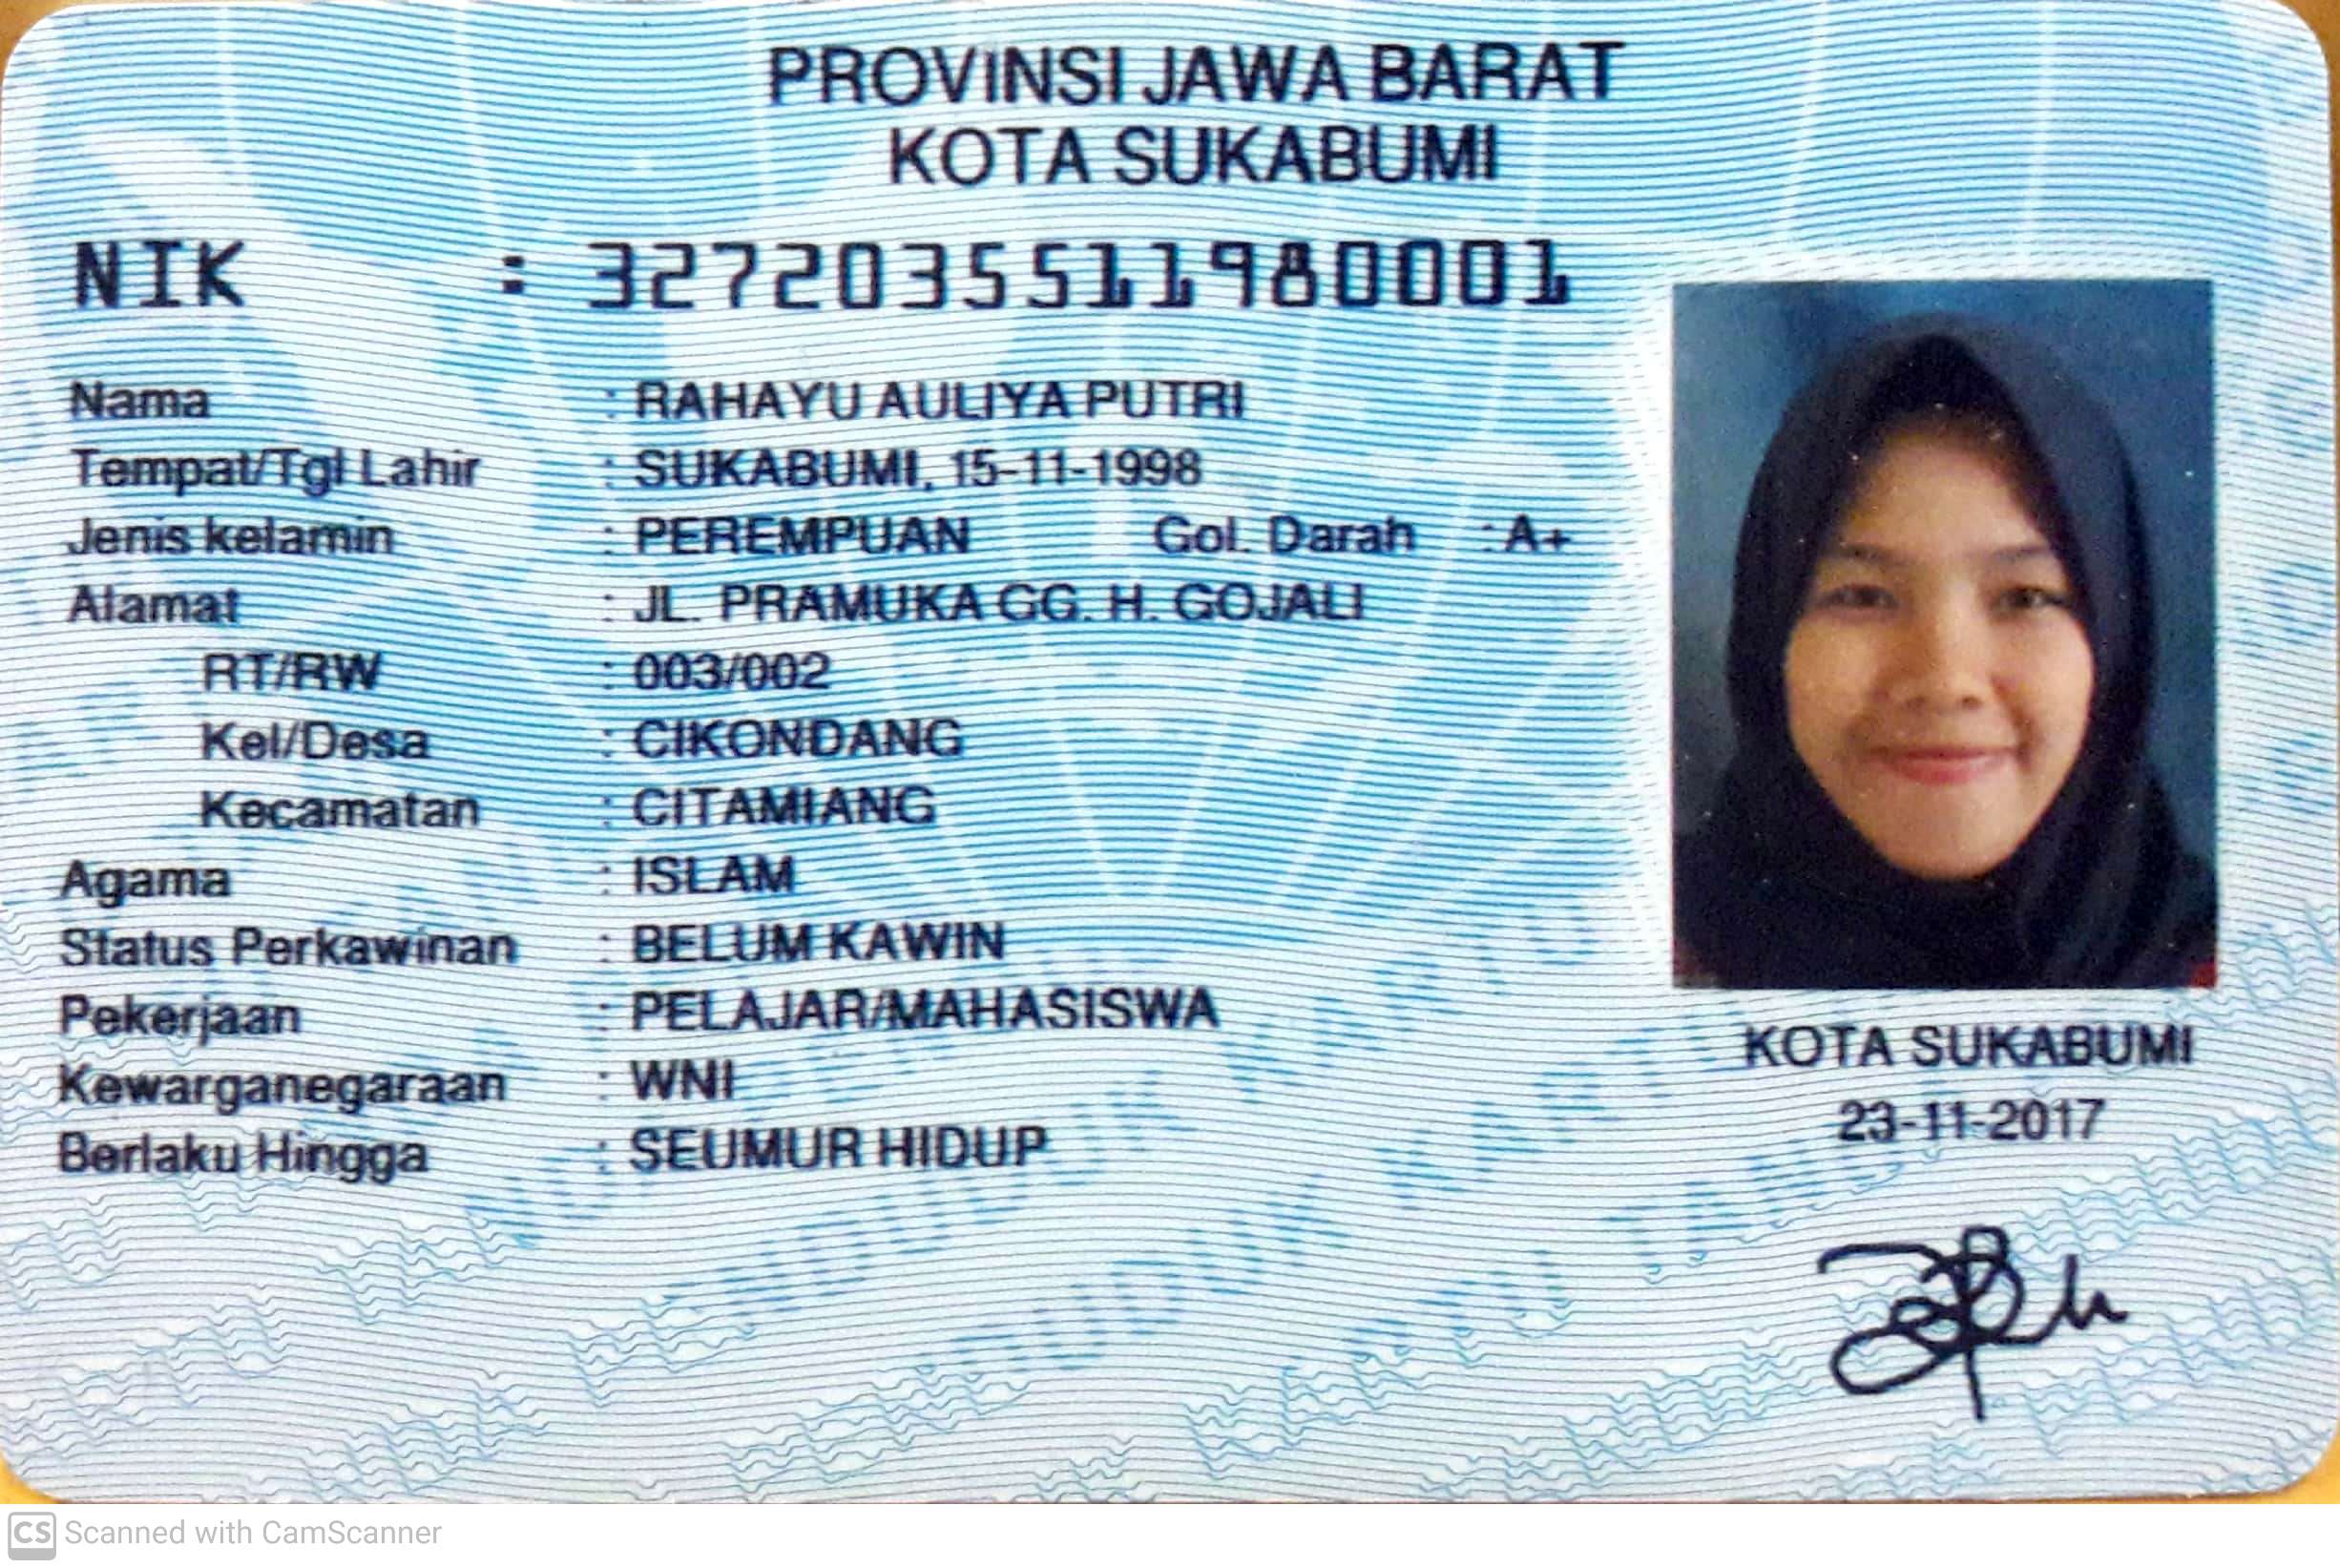 PROVINSI JAWA BARAT
KOTA SUKABUMI
NIK : 3272035511980001
Nama : RAHAYU AULIYA PUTRI
Tempat/Tgl Lahir : SUKABUMI, 15-11-1998
Jenis kelamin : PEREMPUAN Gol. Darah : A+
Alamat : JL. PRAMUKA GG. H. GOJALI
RT/RW : 003/002
Kel/Desa : CIKONDANG
Kecamatan : CITAMIANG
Agama : ISLAM
Status Perkawinan : BELUM KAWIN
Pekerjaan : PELAJAR/MAHASISWA
Kewarganegaraan : WNI
Berlaku Hingga : SEUMUR HIDUP
KOTA SUKABUMI
23-11-2017
CS Scanned with CamScanner